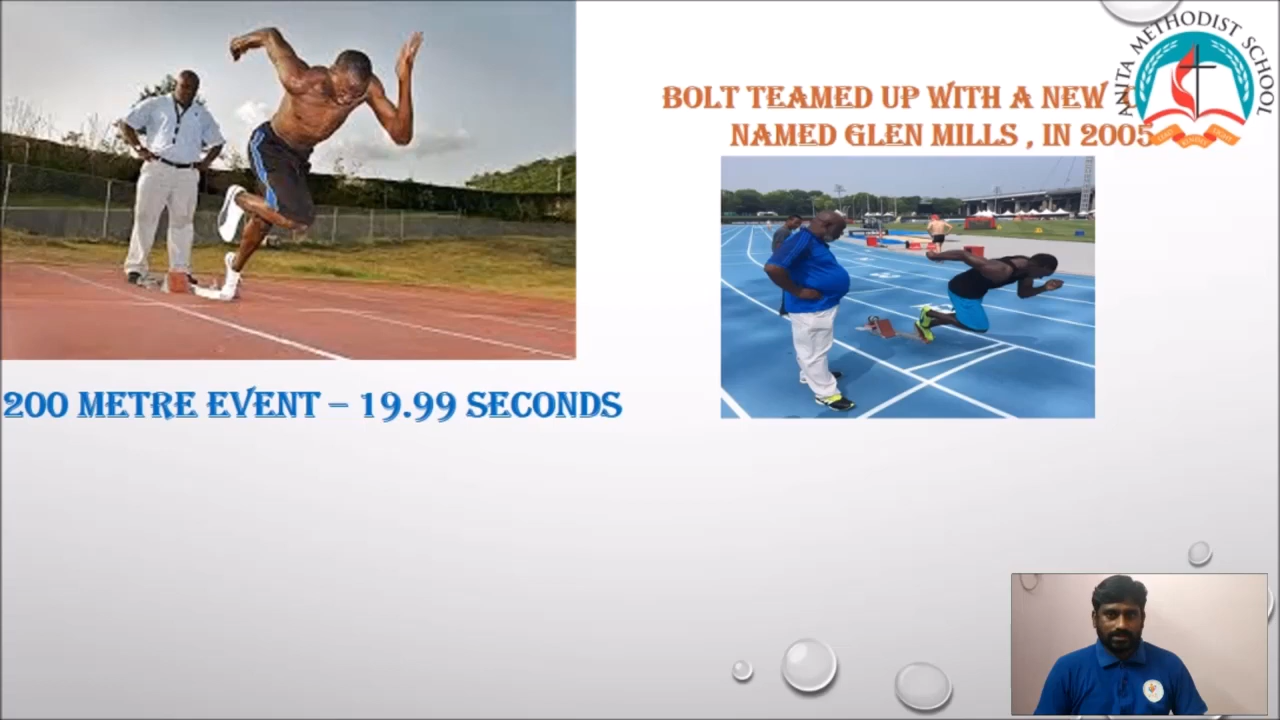 BOLT TEAMED UP WITH A NEW
NAMED GLEN MILLS , IN 2005
200 METRE EVENT – 19.99 SECONDS
ANITA METHODIST SCHOOL